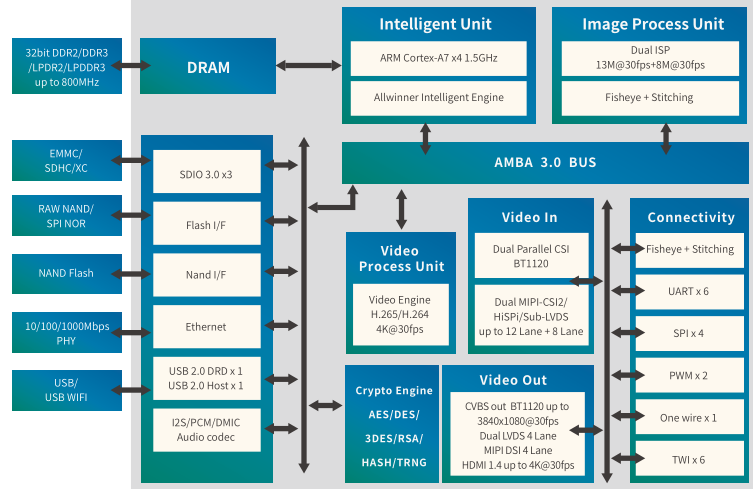 32bit DDR2/DDR3
/LPDR2/LPDDR3
up to 800MHz
DRAM
Intelligent Unit
ARM Cortex-A7 x4 1.5GHz
Allwinner Intelligent Engine
Image Process Unit
Dual ISP
13M@30fps+8M@30fps
Fisheye + Stitching
AMBA 3.0 BUS
EMMC/
SDHC/XC
RAW NAND/
SPI NOR
NAND Flash
10/100/1000Mbps
PHY
USB/
USB WIFI
SDIO 3.0 x3
Flash I/F
Nand I/F
Ethernet
USB 2.0 DRD x 1
USB 2.0 Host x 1
I2S/PCM/DMIC
Audio codec
Video
Process Unit
Video Engine
H.265/H.264
4K@30fps
Video In
Dual Parallel CSI
BT1120
Dual MIPI-CSI2/
HiSPi/Sub-LVDS
up to 12 Lane + 8 Lane
Connectivity
Fisheye + Stitching
UART x 6
SPI x 4
PWM x 2
One wire x 1
TWI x 6
Crypto Engine
AES/DES/
3DES/RSA/
HASH/TRNG
Video Out
CVBS out BT1120 up to
3840x1080@30fps
Dual LVDS 4 Lane
MIPI DSI 4 Lane
HDMI 1.4 up to 4K@30fps